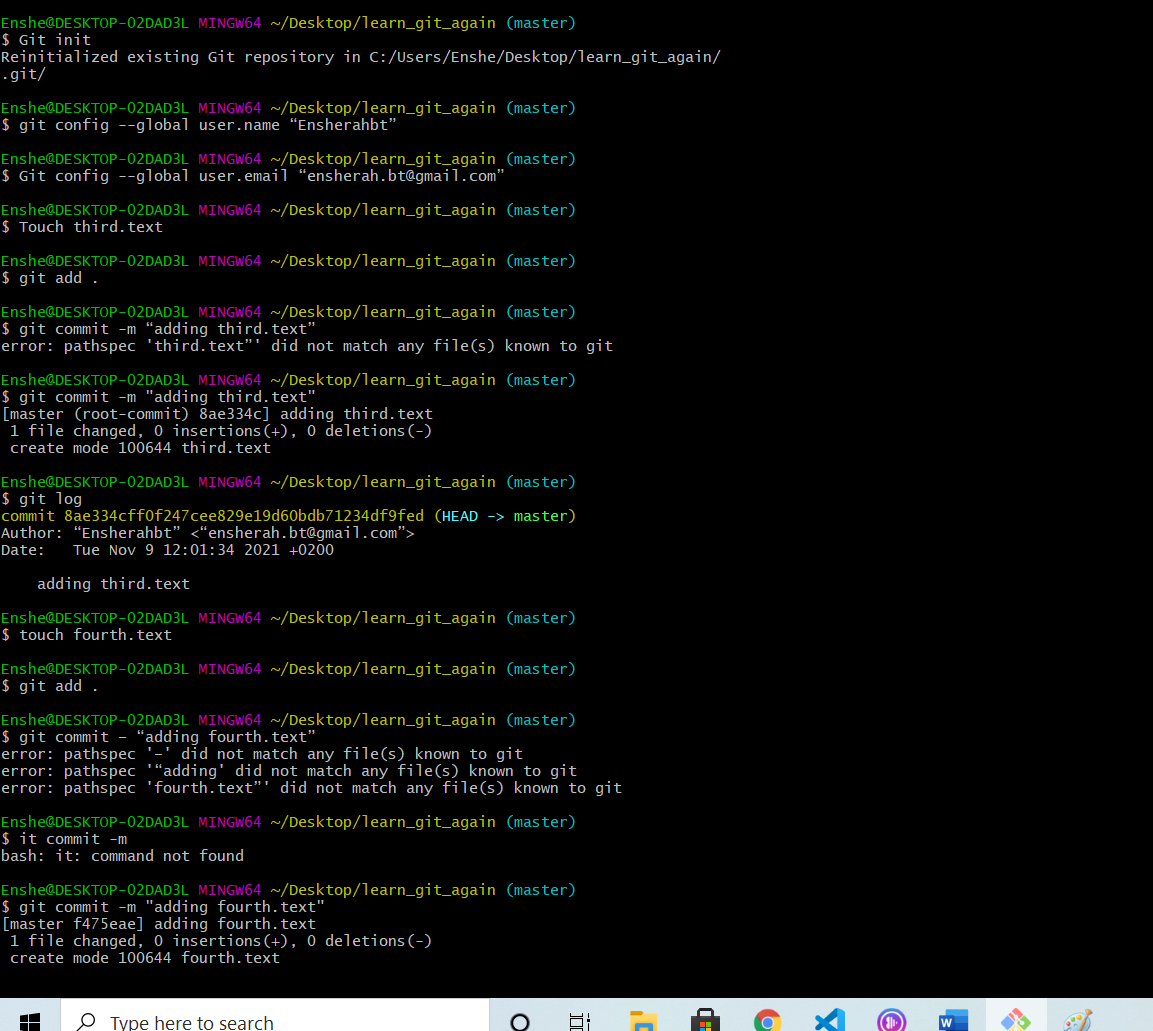 Enshe@DESKTOP-02DAD3L MINGW64 ~/Desktop/learn_git_again (master)
$ Git init
Reinitialized existing Git repository in C:/Users/Enshe/Desktop/learn_git_again/
.git/
Enshe@DESKTOP-02DAD3L MINGW64 ~/Desktop/learn_git_again (master)
$ git config --global user.name “Ensherahbt”
Enshe@DESKTOP-02DAD3L MINGW64 ~/Desktop/learn_git_again (master)
$ Git config --global user.email “ensherah.bt@gmail.com”
Enshe@DESKTOP-02DAD3L MINGW64 ~/Desktop/learn_git_again (master)
$ Touch third.text
Enshe@DESKTOP-02DAD3L MINGW64 ~/Desktop/learn_git_again (master)
$ git add .
Enshe@DESKTOP-02DAD3L MINGW64 ~/Desktop/learn_git_again (master)
$ git commit -m “adding third.text”
error: pathspec 'third.text”' did not match any file(s) known to git
Enshe@DESKTOP-02DAD3L MINGW64 ~/Desktop/learn_git_again (master)
$ git commit -m "adding third.text"
[master (root-commit) 8ae334c] adding third.text
 1 file changed, 0 insertions(+), 0 deletions(-)
 create mode 100644 third.text
Enshe@DESKTOP-02DAD3L MINGW64 ~/Desktop/learn_git_again (master)
$ git log
commit 8ae334cff0f247cee829e19d60bdb71234df9fed (HEAD -> master)
Author: “Ensherahbt” <“ensherah.bt@gmail.com”>
Date:   Tue Nov 9 12:01:34 2021 +0200
    adding third.text
Enshe@DESKTOP-02DAD3L MINGW64 ~/Desktop/learn_git_again (master)
$ touch fourth.text
Enshe@DESKTOP-02DAD3L MINGW64 ~/Desktop/learn_git_again (master)
$ git add .
Enshe@DESKTOP-02DAD3L MINGW64 ~/Desktop/learn_git_again (master)
$ git commit – “adding fourth.text”
error: pathspec '–' did not match any file(s) known to git
error: pathspec '“adding' did not match any file(s) known to git
error: pathspec 'fourth.text”' did not match any file(s) known to git
Enshe@DESKTOP-02DAD3L MINGW64 ~/Desktop/learn_git_again (master)
$ it commit -m
bash: it: command not found
Enshe@DESKTOP-02DAD3L MINGW64 ~/Desktop/learn_git_again (master)
$ git commit -m "adding fourth.text"
[master f475eae] adding fourth.text
 1 file changed, 0 insertions(+), 0 deletions(-)
 create mode 100644 fourth.text
Type here to search